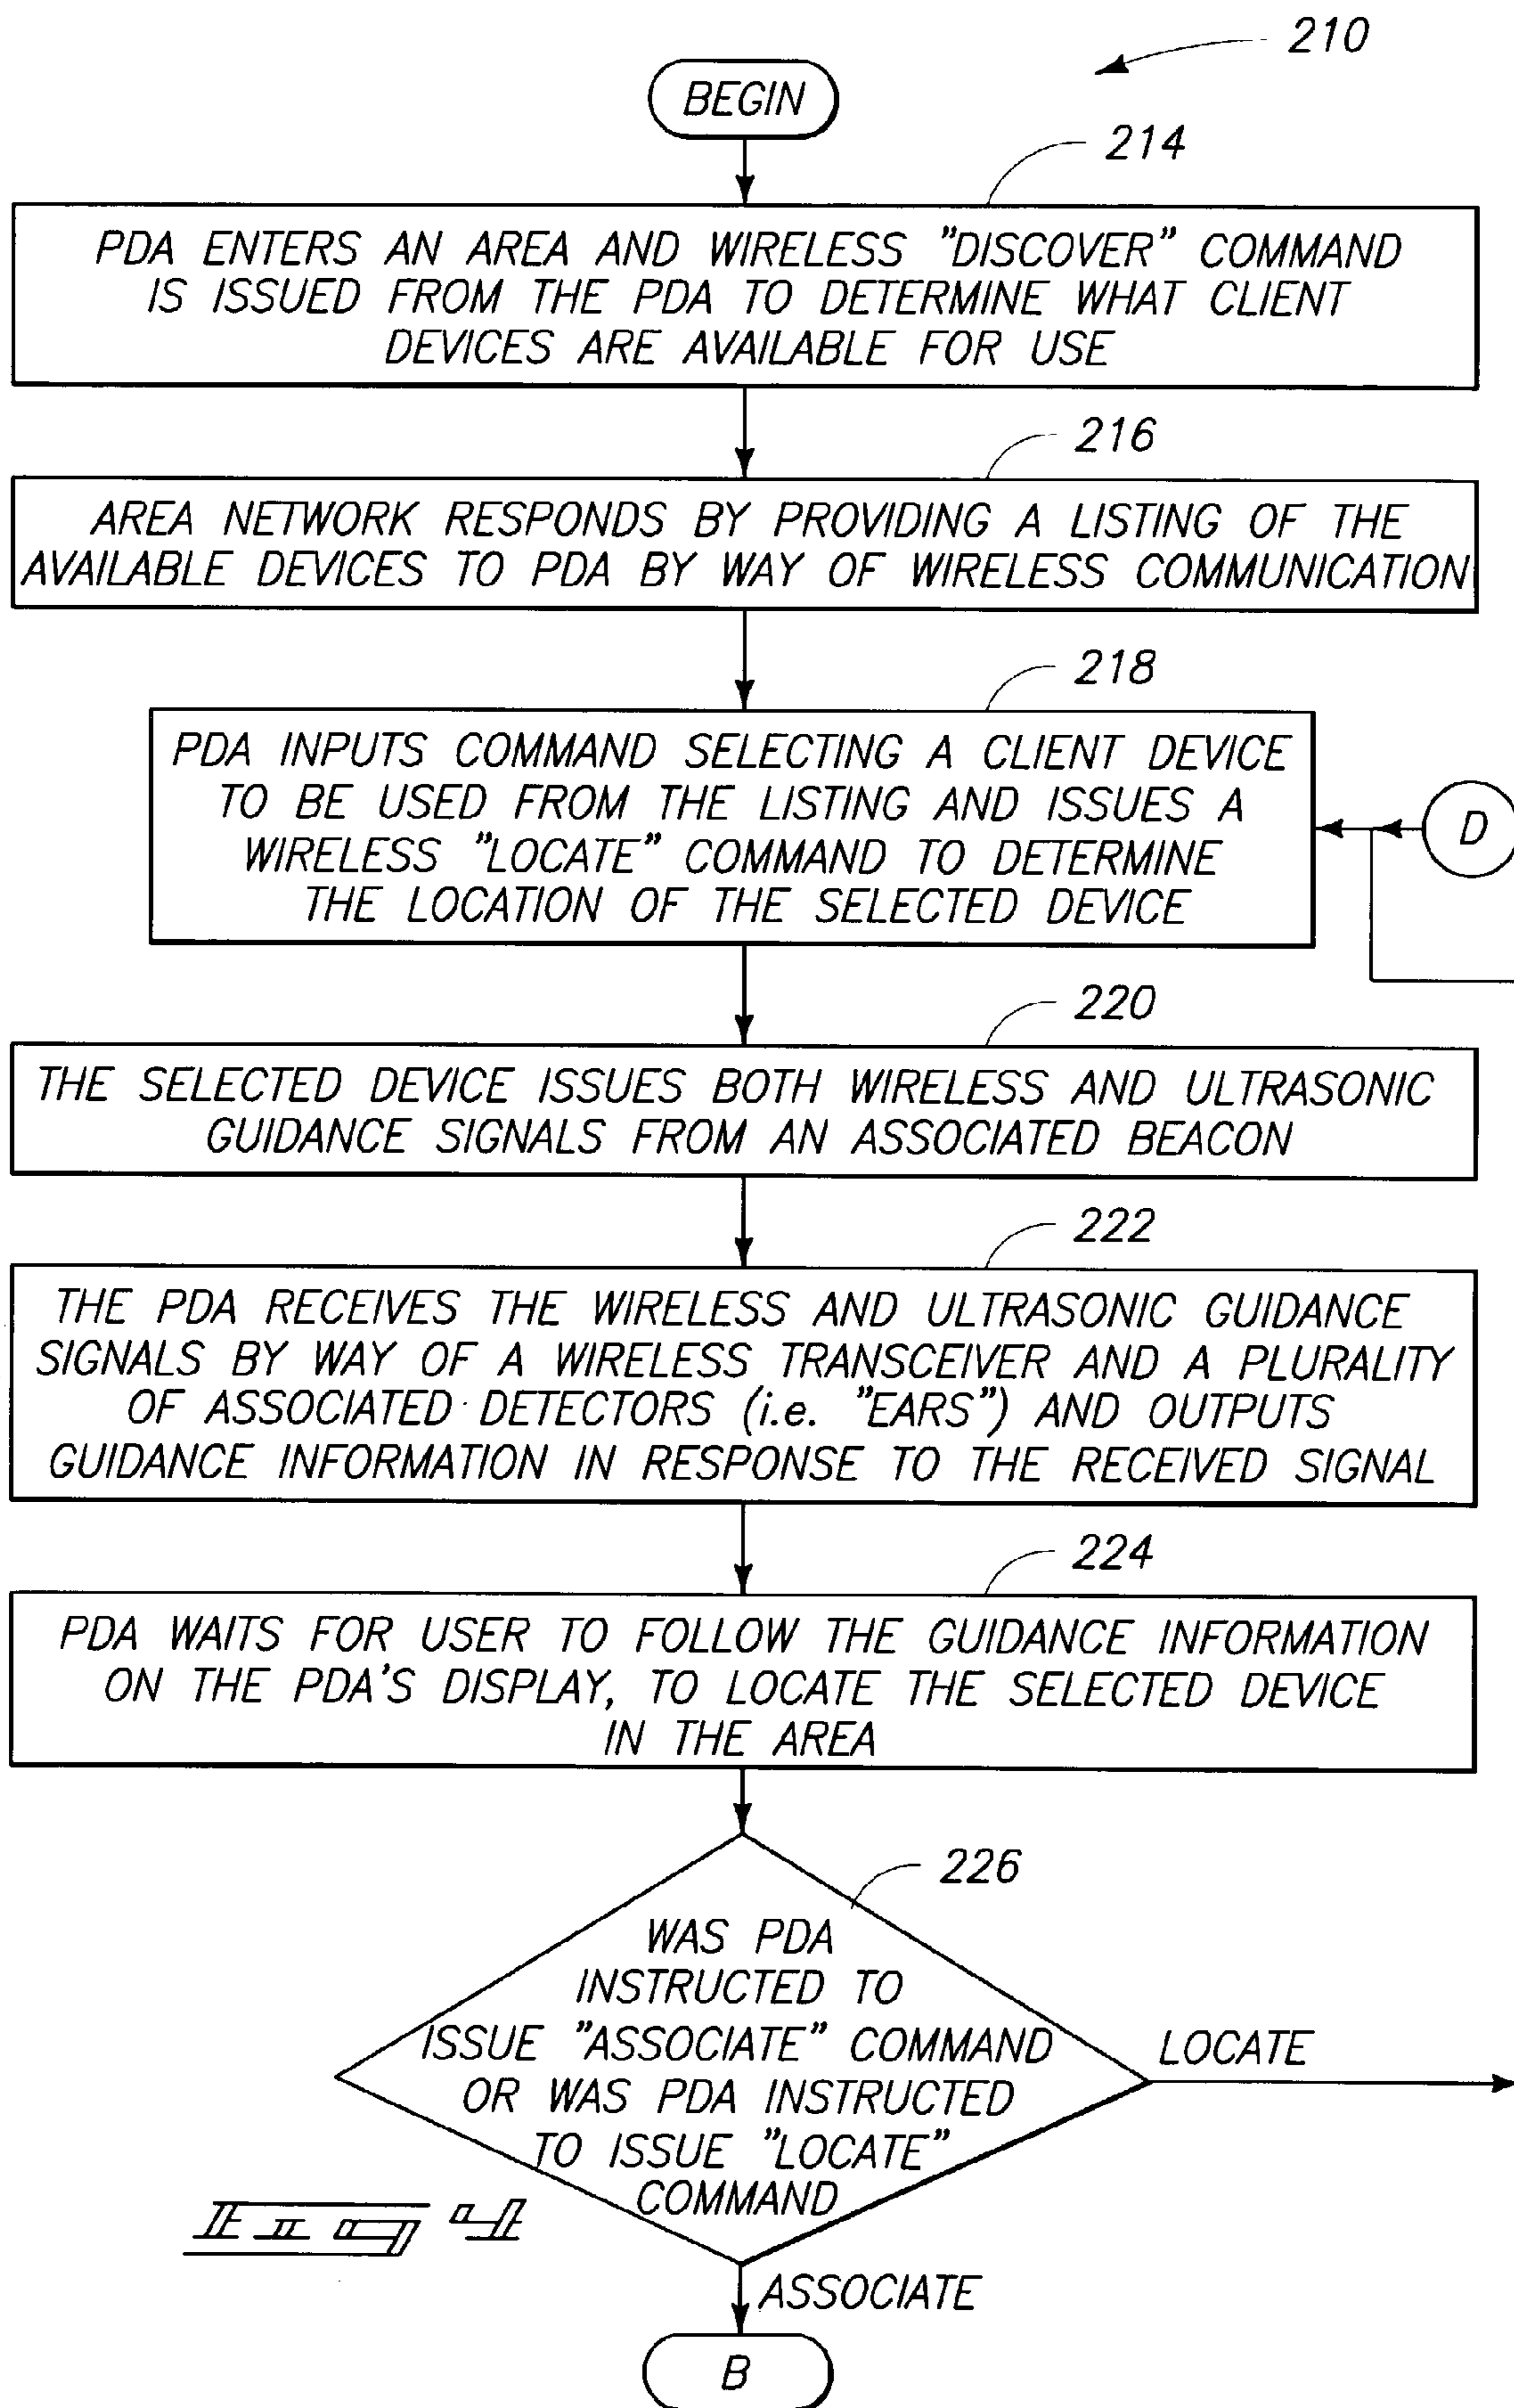 210
BEGIN
214
PDA ENTERS AN AREA AND WIRELESS "DISCOVER" COMMAND
IS ISSUED FROM THE PDA TO DETERMINE WHAT CLIENT
DEVICES ARE AVAILABLE FOR USE
216
AREA NETWORK RESPONDS BY PROVIDING A LISTING OF THE
AVAILABLE DEVICES TO PDA BY WAY OF WIRELESS COMMUNICATION
218
PDA INPUTS COMMAND SELECTING A CLIENT DEVICE
TO BE USED FROM THE LISTING AND ISSUES A
WIRELESS "LOCATE" COMMAND TO DETERMINE
THE LOCATION OF THE SELECTED DEVICE
D
220
THE SELECTED DEVICE ISSUES BOTH WIRELESS AND ULTRASONIC
GUIDANCE SIGNALS FROM AN ASSOCIATED BEACON
222
THE PDA RECEIVES THE WIRELESS AND ULTRASONIC GUIDANCE
SIGNALS BY WAY OF A WIRELESS TRANSCEIVER AND A PLURALITY
OF ASSOCIATED DETECTORS (i.e. "EARS") AND OUTPUTS
GUIDANCE INFORMATION IN RESPONSE TO THE RECEIVED SIGNAL
224
PDA WAITS FOR USER TO FOLLOW THE GUIDANCE INFORMATION
ON THE PDA'S DISPLAY, TO LOCATE THE SELECTED DEVICE
IN THE AREA
226
WAS PDA
INSTRUCTED TO
ISSUE "ASSOCIATE" COMMAND
OR WAS PDA INSTRUCTED
TO ISSUE "LOCATE"
COMMAND
LOCATE
Fig 4
ASSOCIATE
B